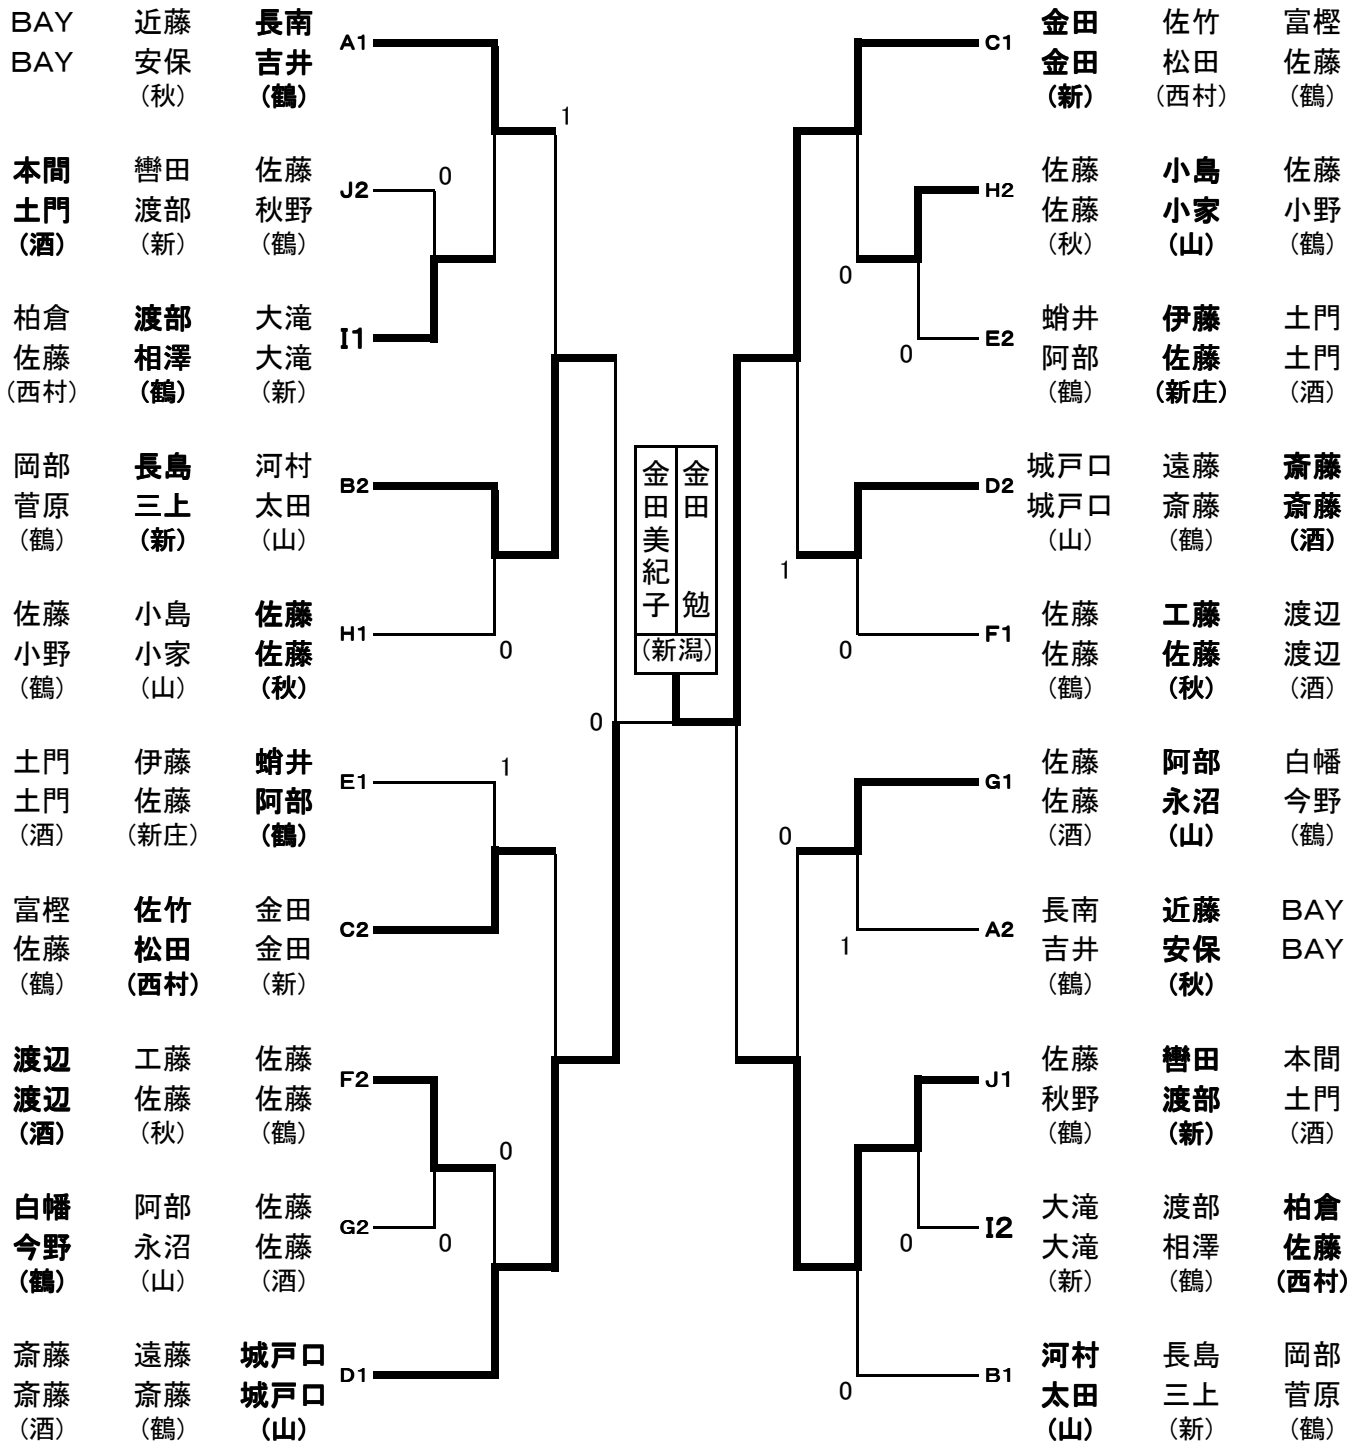 BAY 近藤 長南
BAY 安保 吉井
(秋) (鶴)
A1
1
本間 轡田 佐藤
土門 渡部 秋野
(酒) (新) (鶴)
J2
0
柏倉 渡部 大滝
佐藤 相澤 大滝
(西村) (鶴) (新)
I1
岡部 長島 河村
菅原 三上 太田
(鶴) (新) (山)
B2
佐藤 小島 佐藤
小野 小家 佐藤
(鶴) (山) (秋)
H1
0
0
土門 伊藤 蛸井
土門 佐藤 阿部
(酒) (新庄) (鶴)
E1
1
富樫 佐竹 金田
佐藤 松田 金田
(鶴) (西村) (新)
C2
渡辺 工藤 佐藤
渡辺 佐藤 佐藤
(酒) (秋) (鶴)
F2
0
白幡 阿部 佐藤
今野 永沼 佐藤
(鶴) (山) (酒)
G2
0
斎藤 遠藤 城戸口
斎藤 斎藤 城戸口
(酒) (鶴) (山)
D1
金田 勉
金田美紀子
(新潟)
C1
金田 佐竹 富樫
金田 松田 佐藤
(新) (西村) (鶴)
H2
佐藤 小島 佐藤
佐藤 小家 小野
(秋) (山) (鶴)
0
E2
0
蛸井 伊藤 土門
阿部 佐藤 土門
(鶴) (新庄) (酒)
D2
城戸口 遠藤 斎藤
城戸口 斎藤 斎藤
(山) (鶴) (酒)
1
F1
0
佐藤 工藤 渡辺
佐藤 佐藤 渡辺
(鶴) (秋) (酒)
G1
佐藤 阿部 白幡
佐藤 永沼 今野
(酒) (山) (鶴)
0
A2
1
長南 近藤 BAY
吉井 安保 BAY
(鶴) (秋)
J1
佐藤 轡田 本間
秋野 渡部 土門
(鶴) (新) (酒)
I2
0
大滝 渡部 柏倉
大滝 相澤 佐藤
(新) (鶴) (西村)
B1
0
河村 長島 岡部
太田 三上 菅原
(山) (新) (鶴)